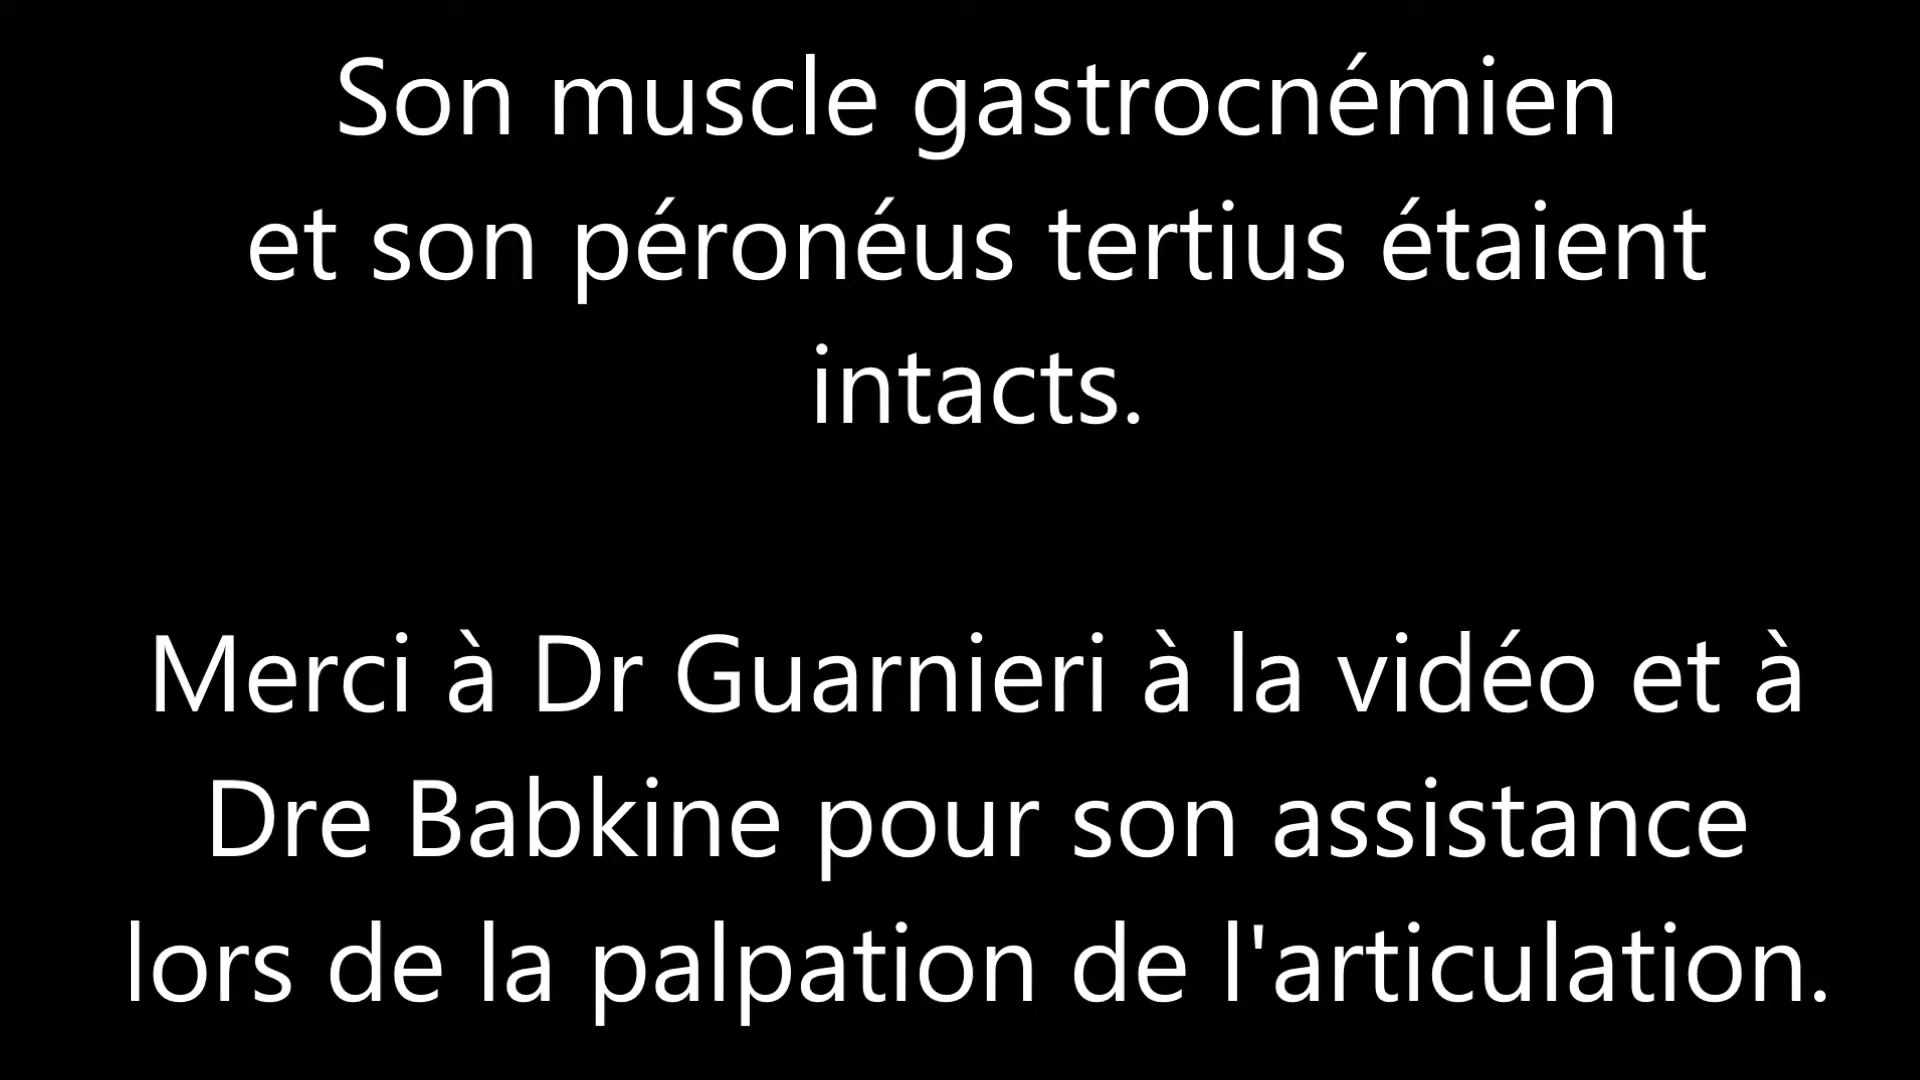 Son muscle gastrocnémien
et son péronéus tertius étaient
intacts.
Merci à Dr Guarnieri à la vidéo et à
Dre Babkine pour son assistance
lors de la palpation de l'articulation.